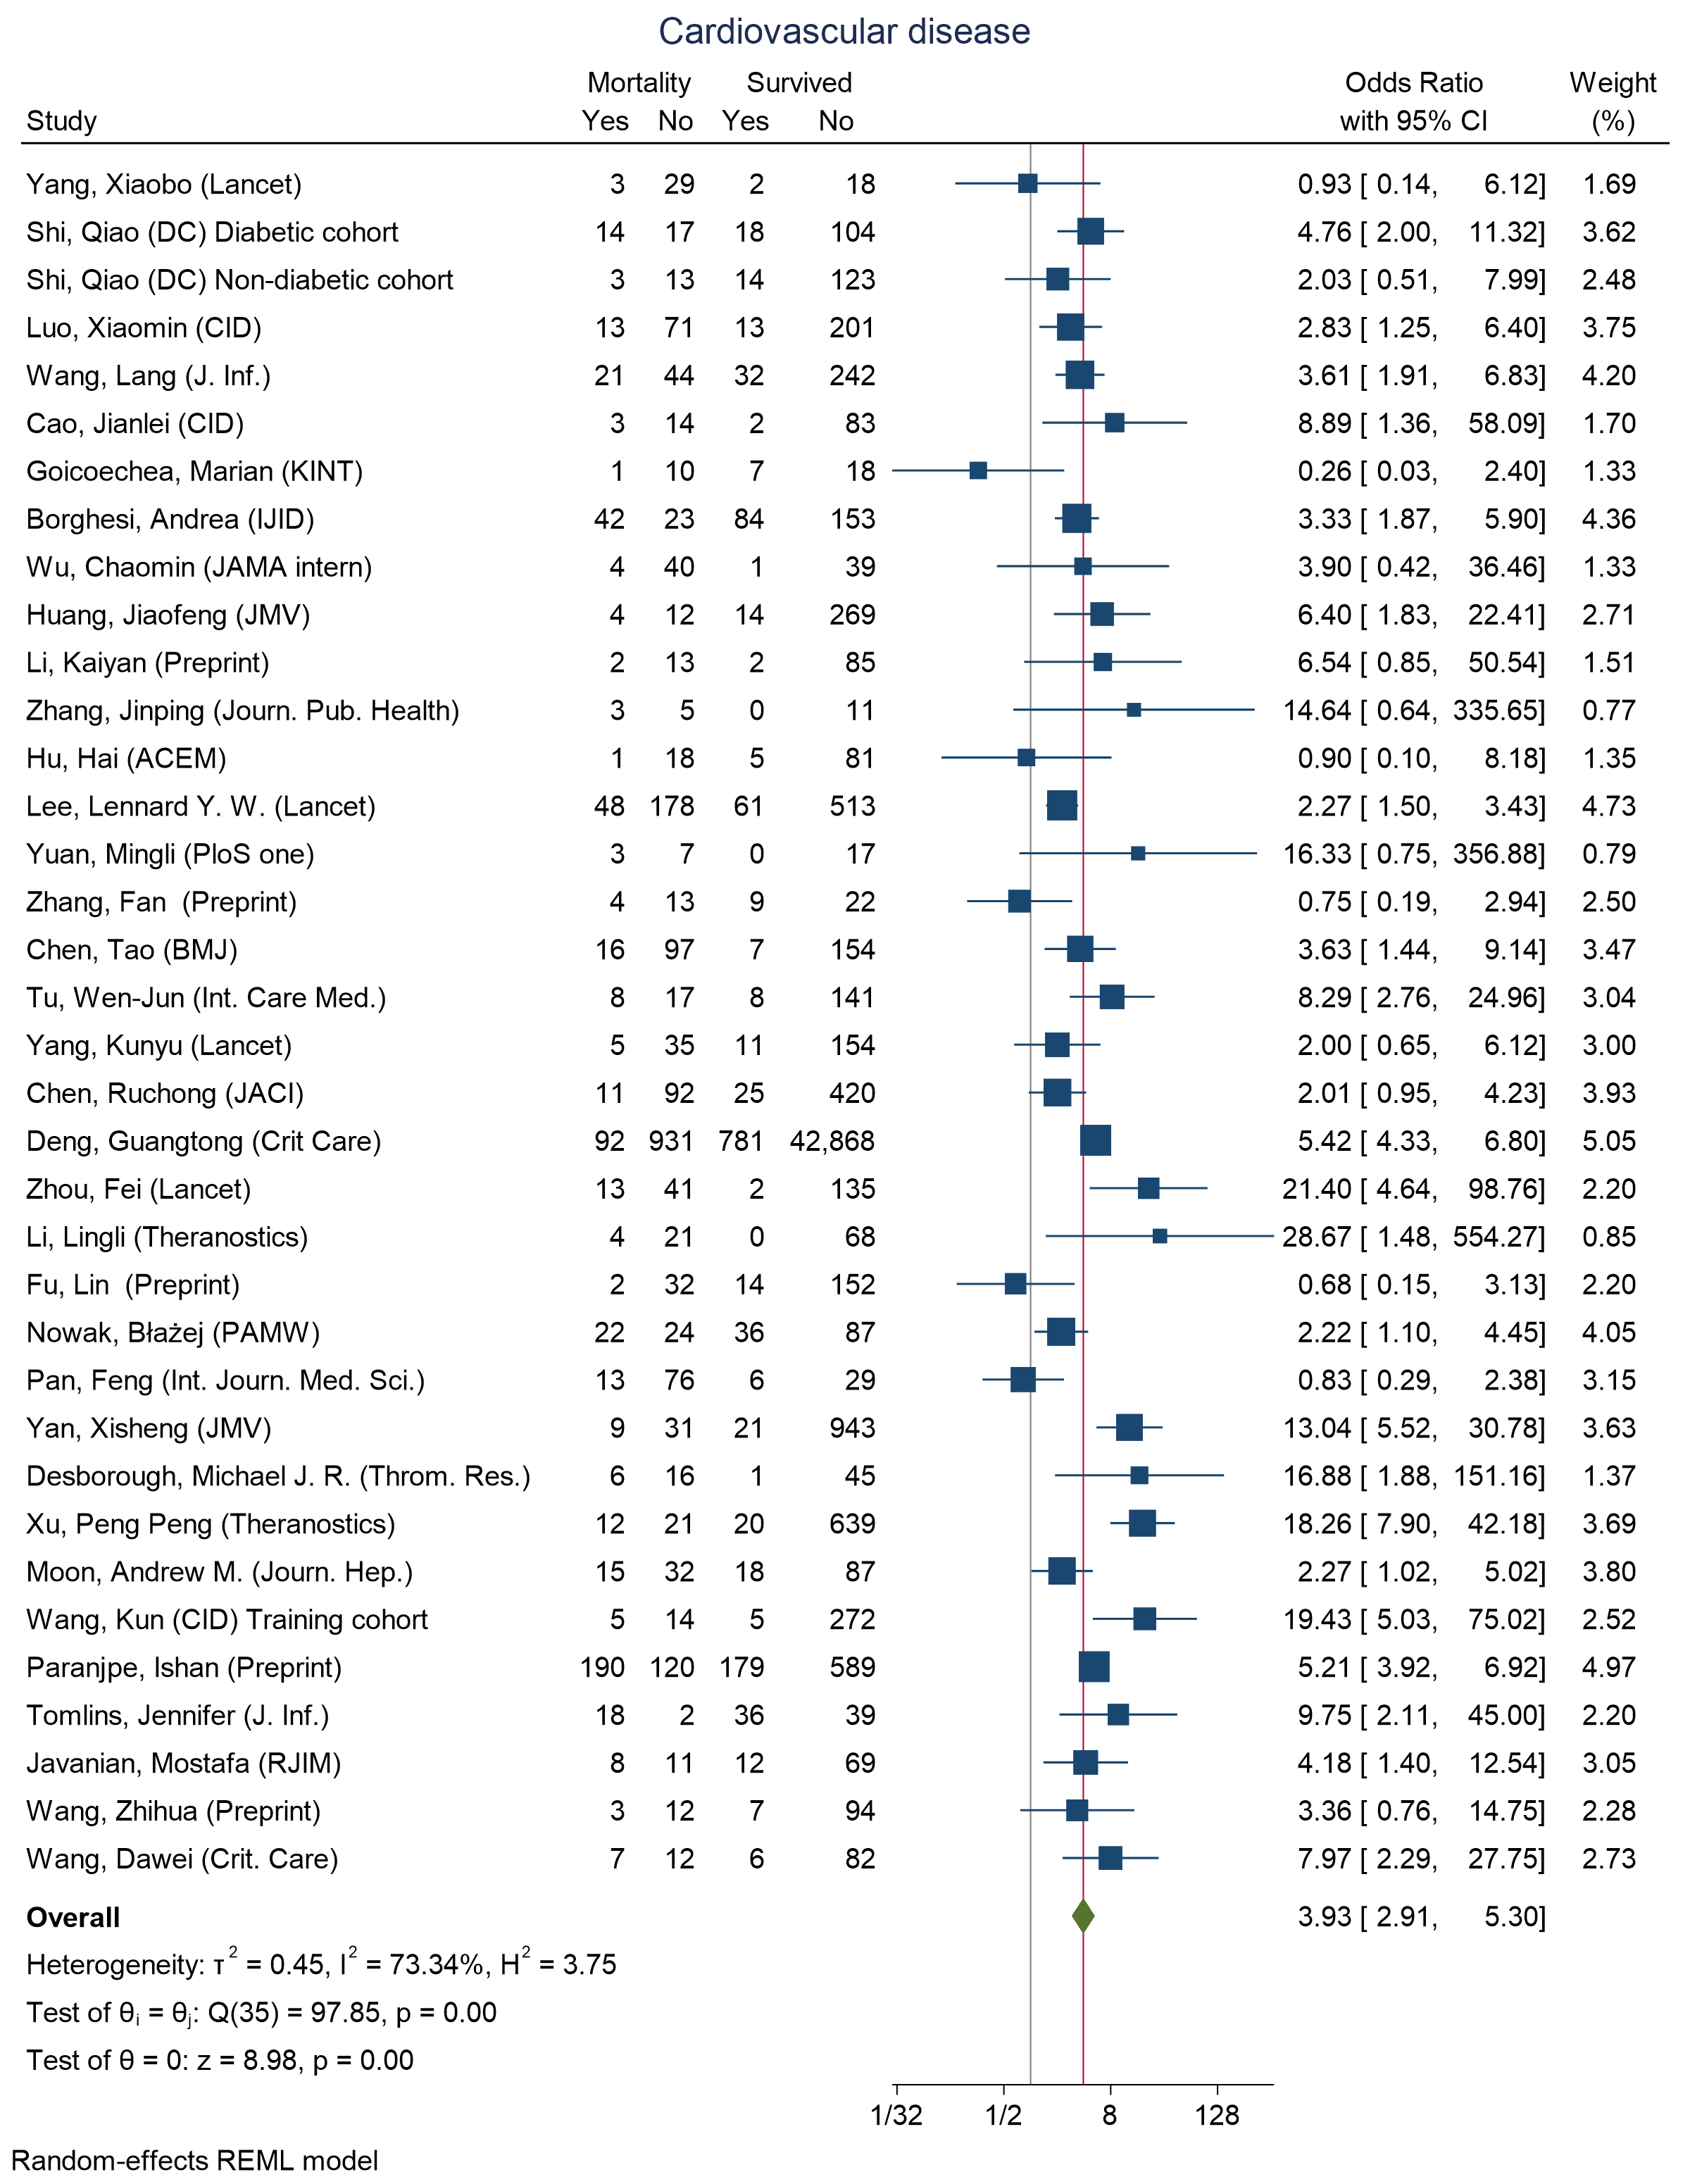 Cardiovascular disease
Mortality Survived Odds Ratio Weight
Study Yes No Yes No with 95% CI (%)
Yang, Xiaobo (Lancet) 3 29 2 18 0.93 [ 0.14, 6.12] 1.69
Shi, Qiao (DC) Diabetic cohort 14 17 18 104 4.76 [ 2.00, 11.32] 3.62
Shi, Qiao (DC) Non-diabetic cohort 3 13 14 123 2.03 [ 0.51, 7.99] 2.48
Luo, Xiaomin (CID) 13 71 13 201 2.83 [ 1.25, 6.40] 3.75
Wang, Lang (J. Inf.) 21 44 32 242 3.61 [ 1.91, 6.83] 4.20
Cao, Jianlei (CID) 3 14 2 83 8.89 [ 1.36, 58.09] 1.70
Goicoechea, Marian (KINT) 1 10 7 18 0.26 [ 0.03, 2.40] 1.33
Borghesi, Andrea (IJID) 42 23 84 153 3.33 [ 1.87, 5.90] 4.36
Wu, Chaomin (JAMA intern) 4 40 1 39 3.90 [ 0.42, 36.46] 1.33
Huang, Jiaofeng (JMV) 4 12 14 269 6.40 [ 1.83, 22.41] 2.71
Li, Kaiyan (Preprint) 2 13 2 85 6.54 [ 0.85, 50.54] 1.51
Zhang, Jinping (Journ. Pub. Health) 3 5 0 11 14.64 [ 0.64, 335.65] 0.77
Hu, Hai (ACEM) 1 18 5 81 0.90 [ 0.10, 8.18] 1.35
Lee, Lennard Y. W. (Lancet) 48 178 61 513 2.27 [ 1.50, 3.43] 4.73
Yuan, Mingli (PloS one) 3 7 0 17 16.33 [ 0.75, 356.88] 0.79
Zhang, Fan (Preprint) 4 13 9 22 0.75 [ 0.19, 2.94] 2.50
Chen, Tao (BMJ) 16 97 7 154 3.63 [ 1.44, 9.14] 3.47
Tu, Wen-Jun (Int. Care Med.) 8 17 8 141 8.29 [ 2.76, 24.96] 3.04
Yang, Kunyu (Lancet) 5 35 11 154 2.00 [ 0.65, 6.12] 3.00
Chen, Ruchong (JACI) 11 92 25 420 2.01 [ 0.95, 4.23] 3.93
Deng, Guangtong (Crit Care) 92 931 781 42,868 5.42 [ 4.33, 6.80] 5.05
Zhou, Fei (Lancet) 13 41 2 135 21.40 [ 4.64, 98.76] 2.20
Li, Lingli (Theranostics) 4 21 0 68 28.67 [ 1.48, 554.27] 0.85
Fu, Lin (Preprint) 2 32 14 152 0.68 [ 0.15, 3.13] 2.20
Nowak, Błażej (PAMW) 22 24 36 87 2.22 [ 1.10, 4.45] 4.05
Pan, Feng (Int. Journ. Med. Sci.) 13 76 6 29 0.83 [ 0.29, 2.38] 3.15
Yan, Xisheng (JMV) 9 31 21 943 13.04 [ 5.52, 30.78] 3.63
Desborough, Michael J. R. (Throm. Res.) 6 16 1 45 16.88 [ 1.88, 151.16] 1.37
Xu, Peng Peng (Theranostics) 12 21 20 639 18.26 [ 7.90, 42.18] 3.69
Moon, Andrew M. (Journ. Hep.) 15 32 18 87 2.27 [ 1.02, 5.02] 3.80
Wang, Kun (CID) Training cohort 5 14 5 272 19.43 [ 5.03, 75.02] 2.52
Paranjpe, Ishan (Preprint) 190 120 179 589 5.21 [ 3.92, 6.92] 4.97
Tomlins, Jennifer (J. Inf.) 18 2 36 39 9.75 [ 2.11, 45.00] 2.20
Javanian, Mostafa (RJIM) 8 11 12 69 4.18 [ 1.40, 12.54] 3.05
Wang, Zhihua (Preprint) 3 12 7 94 3.36 [ 0.76, 14.75] 2.28
Wang, Dawei (Crit. Care) 7 12 6 82 7.97 [ 2.29, 27.75] 2.73
Overall 3.93 [ 2.91, 5.30]
Heterogeneity: τ² = 0.45, I² = 73.34%, H² = 3.75
Test of θᵢ = θⱼ: Q(35) = 97.85, p = 0.00
Test of θ = 0: z = 8.98, p = 0.00
1/32 1/2 8 128
Random-effects REML model